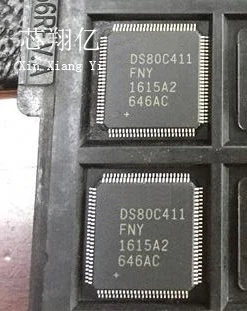 芯翔亿
Xin Xiang Yi
DS80C411
FNY
1615A2
646AC
+
DS80C411
FNY
1615A2
646AC
+